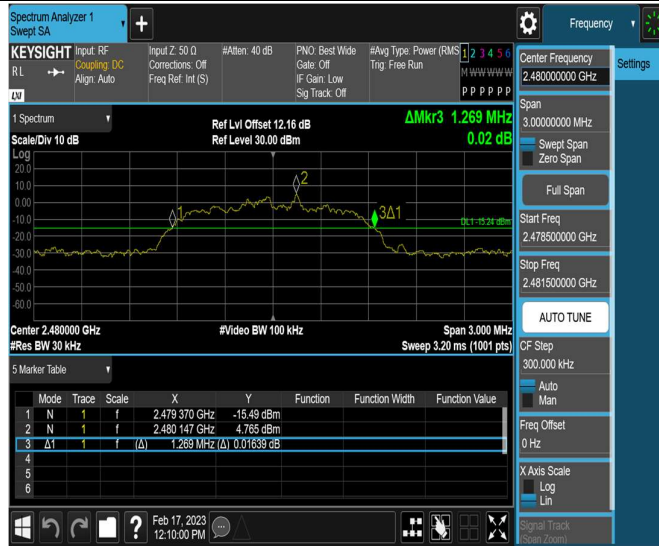 Spectrum Analyzer 1
Swept SA
Frequency
KEYSIGHT
Input: RF
Input Z: 50 Ω
#Atten: 40 dB
PNO: Best Wide
#Avg Type: Power (RMS
1 2 3 4 5 6
RL
Coupling: DC
Corrections: Off
Gate: Off
Trig: Free Run
M W W W W W
Align: Auto
Freq Ref: Int (S)
IF Gain: Low
Sig Track: Off
P P P P P P
LXI
1 Spectrum
Ref Lvl Offset 12.16 dB
ΔMkr3 1.269 MHz
Scale/Div 10 dB
Ref Level 30.00 dBm
0.02 dB
Log
20.0
10.0
0.00
-10.0
-20.0
-30.0
-40.0
-50.0
-60.0
1
2
3Δ1
DL1 -15.24 dBm
Center 2.480000 GHz
#Video BW 100 kHz
Span 3.000 MHz
#Res BW 30 kHz
Sweep 3.20 ms (1001 pts)
5 Marker Table
Mode Trace Scale X Y Function Function Width Function Value
1 N 1 f 2.479 370 GHz -15.49 dBm
2 N 1 f 2.480 147 GHz 4.765 dBm
3 Δ1 1 f (Δ) 1.269 MHz (Δ) 0.01639 dB
4
5
6
Feb 17, 2023
12:10:00 PM
Center Frequency
2.480000000 GHz
Settings
Span
3.00000000 MHz
Swept Span
Zero Span
Full Span
Start Freq
2.478500000 GHz
Stop Freq
2.481500000 GHz
AUTO TUNE
CF Step
300.000 kHz
Auto
Man
Freq Offset
0 Hz
X Axis Scale
Log
Lin
Signal Track
(Span Zoom)